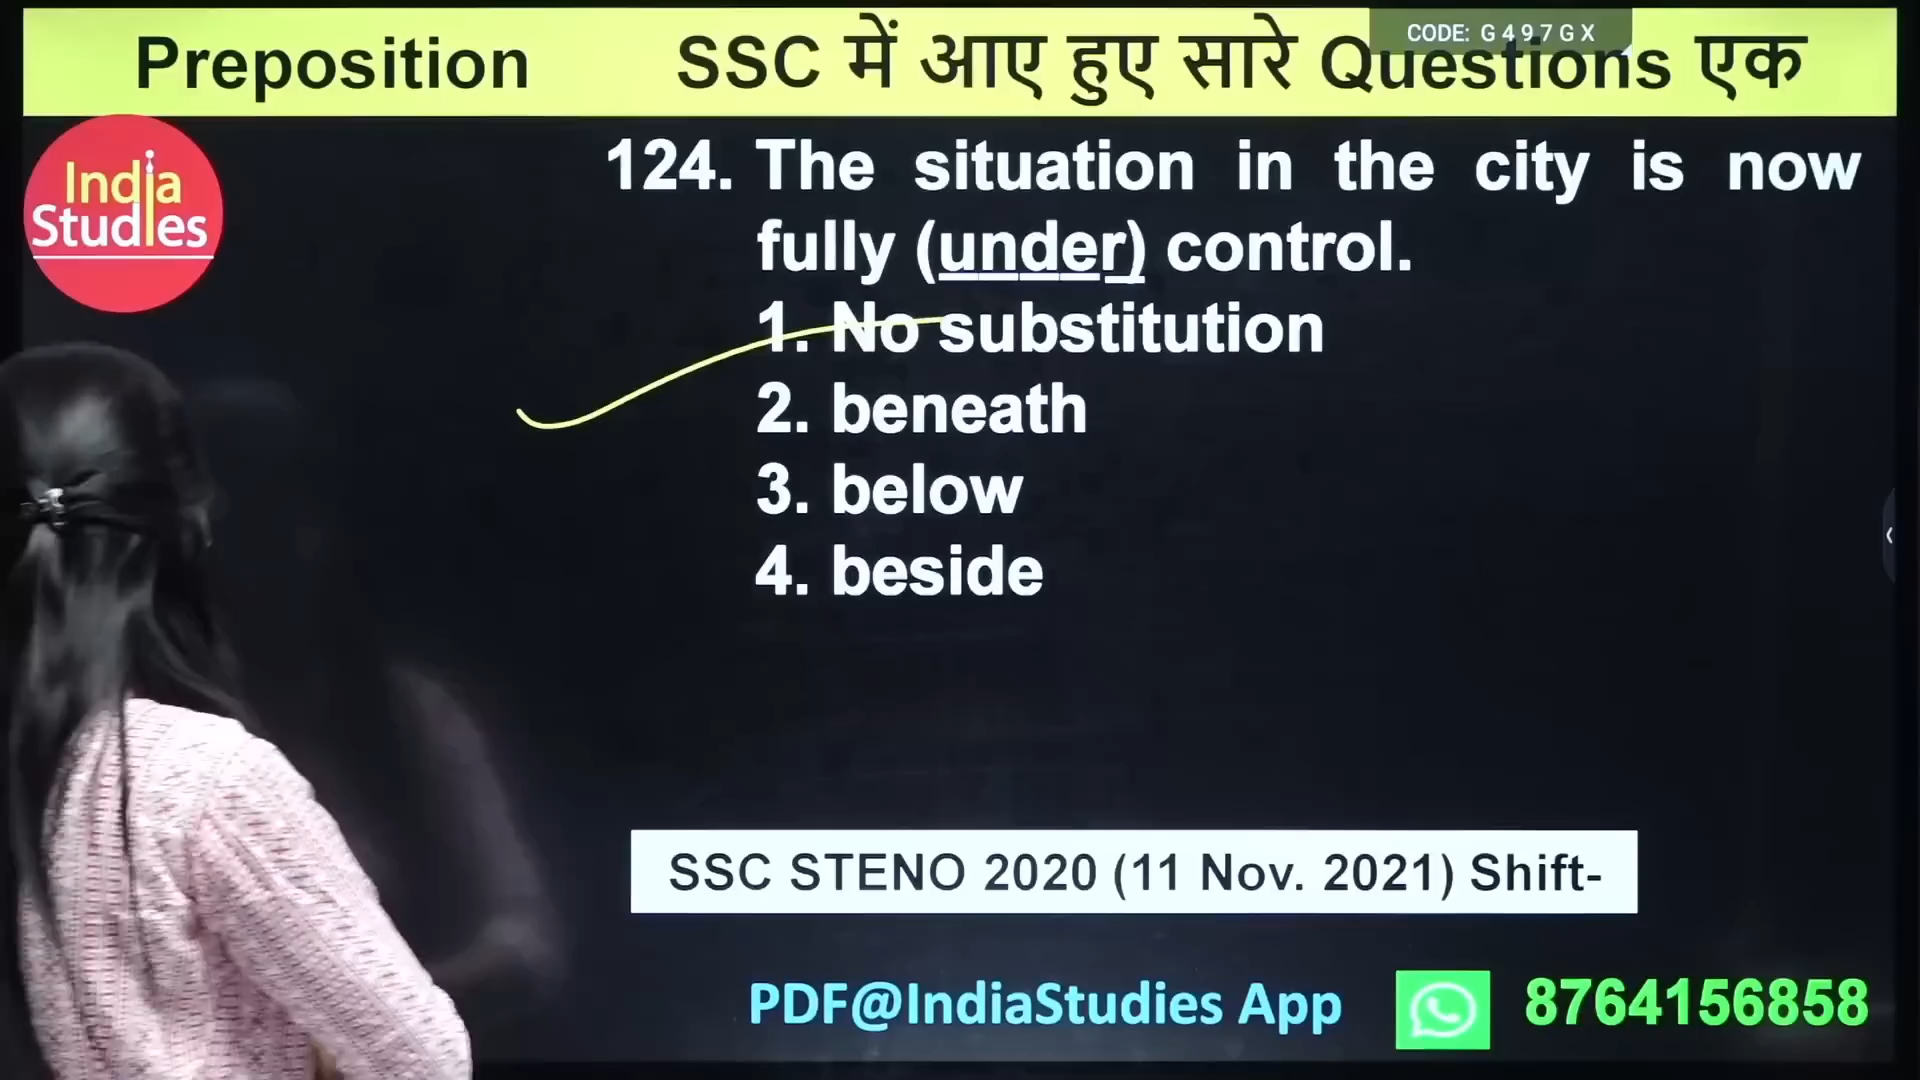 Preposition SSC में आए हुए सारे Questions एक
CODE: G497GX
India
Studies
124. The situation in the city is now
fully (under) control.
1. No substitution
2. beneath
3. below
4. beside
SSC STENO 2020 (11 Nov. 2021) Shift-
PDF@IndiaStudies App
8764156858